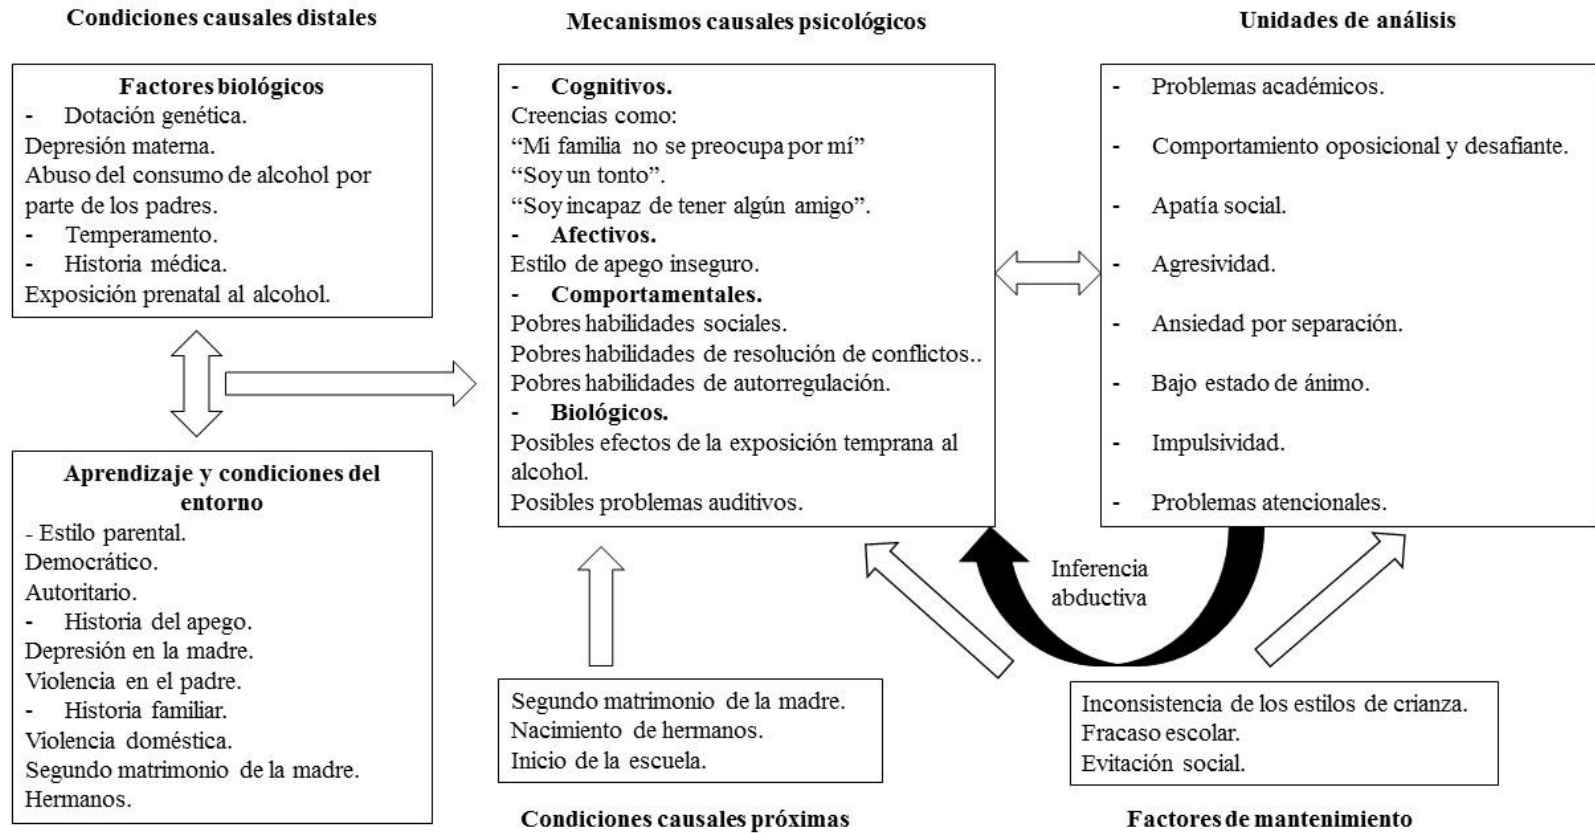 Condiciones causales distales
Factores biológicos
- Dotación genética.
Depresión materna.
Abuso del consumo de alcohol por
parte de los padres.
- Temperamento.
- Historia médica.
Exposición prenatal al alcohol.
Aprendizaje y condiciones del
entorno
- Estilo parental.
Democrático.
Autoritario.
- Historia del apego.
Depresión en la madre.
Violencia en el padre.
- Historia familiar.
Violencia doméstica.
Segundo matrimonio de la madre.
Hermanos.
Mecanismos causales psicológicos
- Cognitivos.
Creencias como:
“Mi familia no se preocupa por mí”
“Soy un tonto”.
“Soy incapaz de tener algún amigo”.
- Afectivos.
Estilo de apego inseguro.
- Comportamentales.
Pobres habilidades sociales.
Pobres habilidades de resolución de conflictos..
Pobres habilidades de autorregulación.
- Biológicos.
Posibles efectos de la exposición temprana al
alcohol.
Posibles problemas auditivos.
Segundo matrimonio de la madre.
Nacimiento de hermanos.
Inicio de la escuela.
Condiciones causales próximas
Unidades de análisis
- Problemas académicos.
- Comportamiento oposicional y desafiante.
- Apatía social.
- Agresividad.
- Ansiedad por separación.
- Bajo estado de ánimo.
- Impulsividad.
- Problemas atencionales.
Inferencia
abductiva
Inconsistencia de los estilos de crianza.
Fracaso escolar.
Evitación social.
Factores de mantenimiento